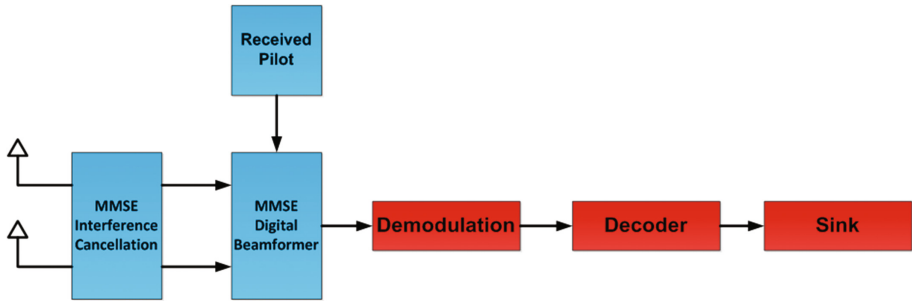 Received
Pilot
MMSE
Interference
Cancellation
MMSE
Digital
Beamformer
Demodulation
Decoder
Sink